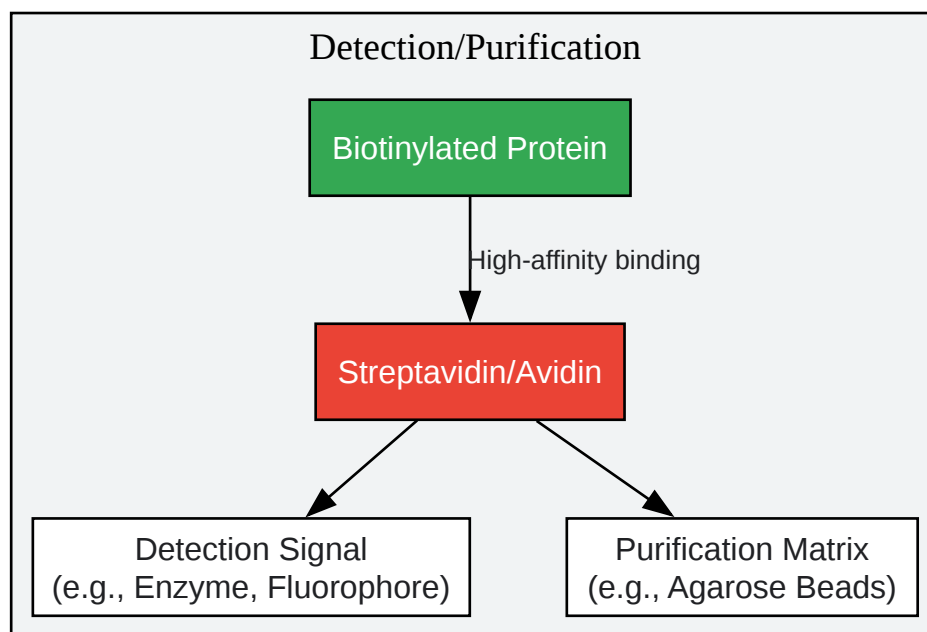 Detection/Purification
Biotinylated Protein
High-affinity binding
Streptavidin/Avidin
Detection Signal
(e.g., Enzyme, Fluorophore)
Purification Matrix
(e.g., Agarose Beads)